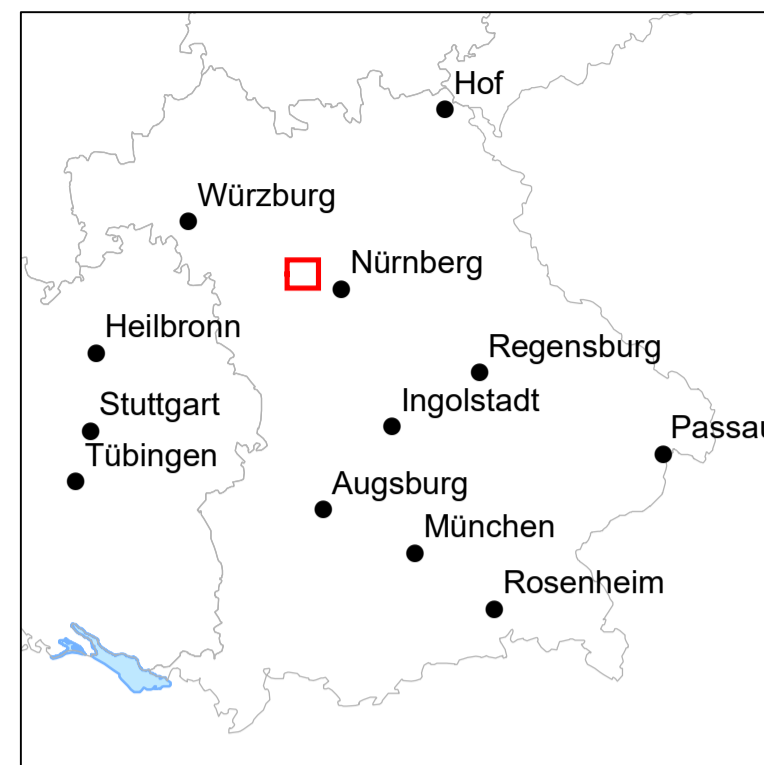 Hof
Würzburg
Nürnberg
Heilbronn
Regensburg
Stuttgart
Ingolstadt
Passau
Tübingen
Augsburg
München
Rosenheim